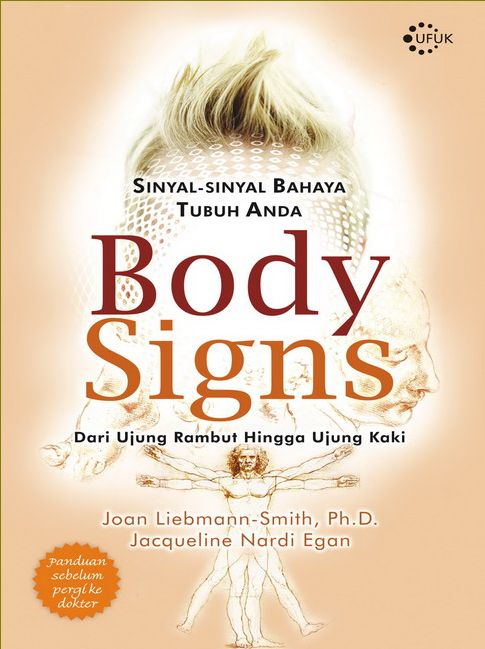 UFUK
SINYAL-SINYAL BAHAYA
TUBUH ANDA
Body
Signs
Dari Ujung Rambut Hingga Ujung Kaki
Joan Liebmann-Smith, Ph.D.
Jacqueline Nardi Egan
Panduan
sebelum
pergi ke
dokter